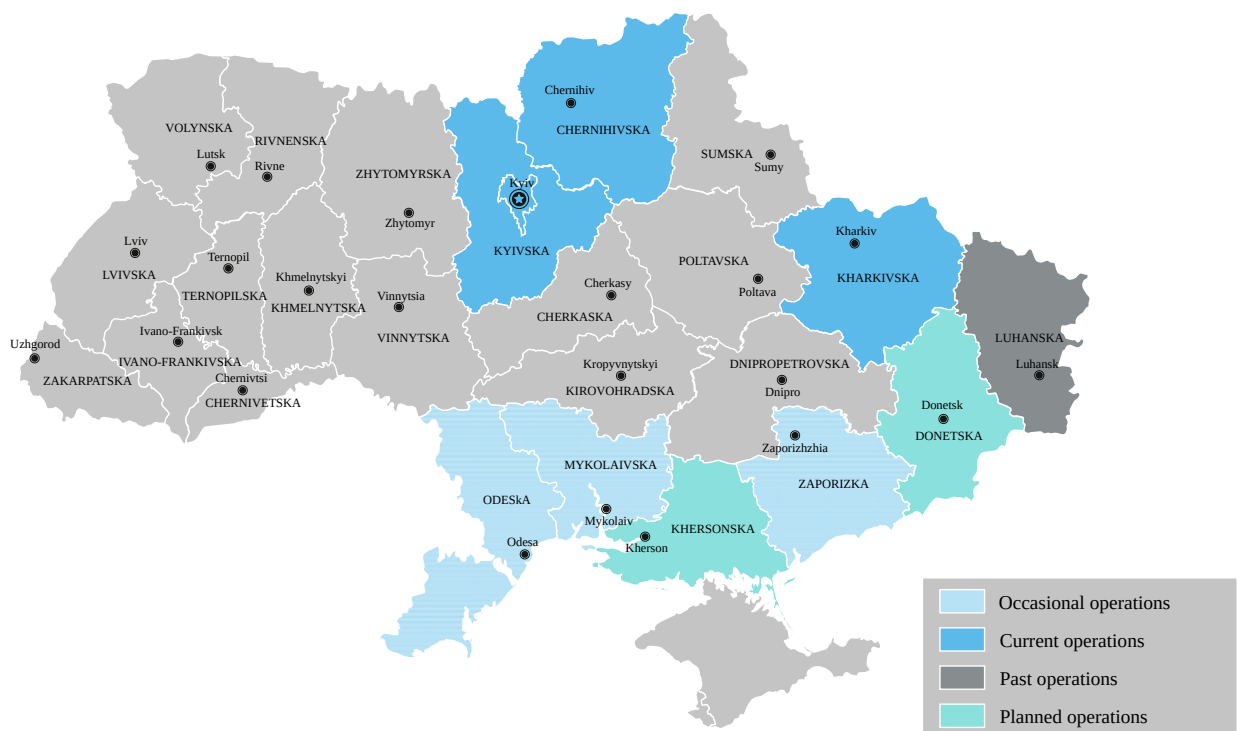 Chernihiv
CHERNIHIVSKA
VOLYNSKA
RIVNENSKA
Lutsk
Rivne
ZHYTOMYRSKA
Zhytomyr
Kyiv
KYIVSKA
SUMSKA
Sumy
Lviv
LVIVSKA
Ternopil
TERNOPILSKA
Khmelnytskyi
KHMELNYTSKA
Vinnytsia
VINNYTSKA
Cherkasy
CHERKASKA
POLTAVSKA
Poltava
Kharkiv
KHARKIVSKA
Uzhgorod
ZAKARPATSKA
Ivano-Frankivsk
IVANO-FRANKIVSKA
Chernivtsi
CHERNIVETSKA
Kropyvnytskyi
KIROVOHRADSKA
DNIPROPETROVSKA
Dnipro
LUHANSKA
Luhansk
Donetsk
DONETSKA
Zaporizhzhia
ZAPORIZKA
MYKOLAIVSKA
Mykolaiv
ODESkA
Odesa
KHERSONSKA
Kherson
Occasional operations
Current operations
Past operations
Planned operations